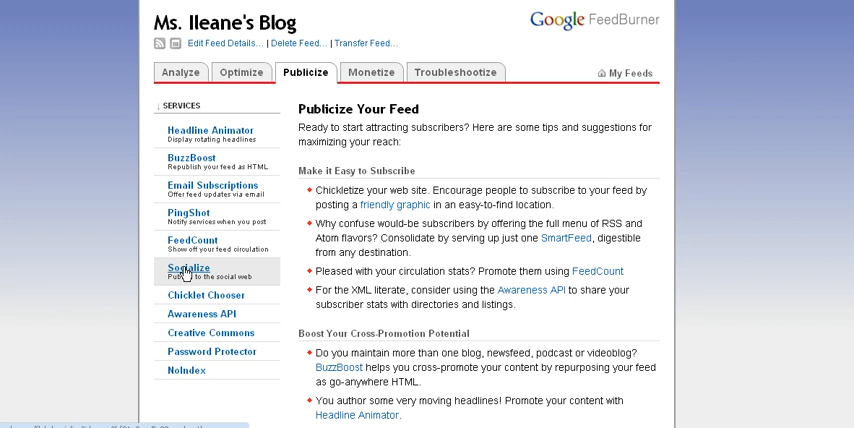 Ms. Ileane's Blog
Google FeedBurner
Edit Feed Details... | Delete Feed... | Transfer Feed...
Analyze Optimize Publicize Monetize Troubleshootize My Feeds
↓ SERVICES
Headline Animator
Display rotating headlines
BuzzBoost
Republish your feed as HTML
Email Subscriptions
Offer feed updates via email
PingShot
Notify services when you post
FeedCount
Show off your feed circulation
Socialize
to the social web
Chicklet Chooser
Awareness API
Creative Commons
Password Protector
NoIndex
Publicize Your Feed
Ready to start attracting subscribers? Here are some tips and suggestions for
maximizing your reach:
Make it Easy to Subscribe
Chickletize your web site. Encourage people to subscribe to your feed by
posting a friendly graphic in an easy-to-find location.
Why confuse would-be subscribers by offering the full menu of RSS and
Atom flavors? Consolidate by serving up just one SmartFeed, digestible
from any destination.
Pleased with your circulation stats? Promote them using FeedCount
For the XML literate, consider using the Awareness API to share your
subscriber stats with directories and listings.
Boost Your Cross-Promotion Potential
Do you maintain more than one blog, newsfeed, podcast or videoblog?
BuzzBoost helps you cross-promote your content by repurposing your feed
as go-anywhere HTML.
You author some very moving headlines! Promote your content with
Headline Animator.